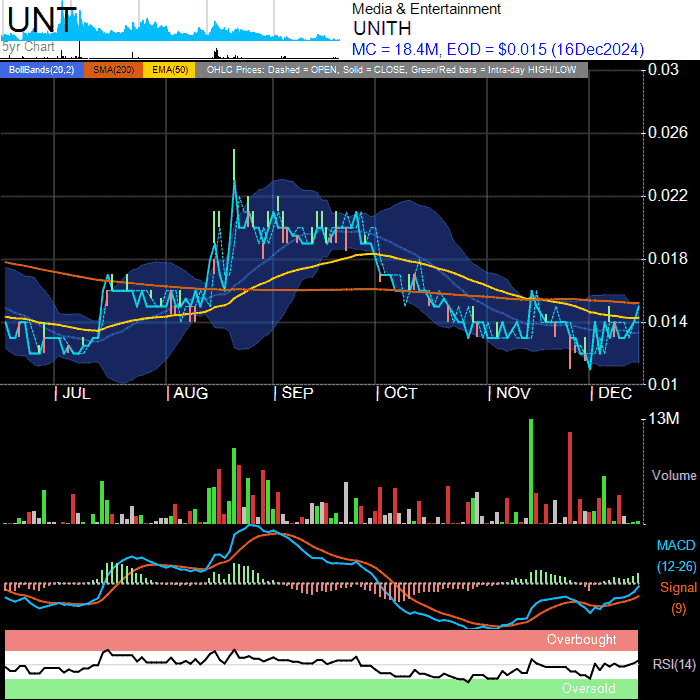 UNT
5yr Chart
Media & Entertainment
UNITH
MC = 18.4M, EOD = $0.015 (16Dec2024)
BollBands(20,2) SMA(200) EMA(50) OHLC Prices: Dashed = OPEN, Solid = CLOSE, Green/Red bars = Intra-day HIGH/LOW
0.03
0.026
0.022
0.018
0.014
0.01
JUL AUG SEP OCT NOV DEC
13M
Volume
MACD
(12-26)
Signal
(9)
Overbought
RSI(14)
Oversold